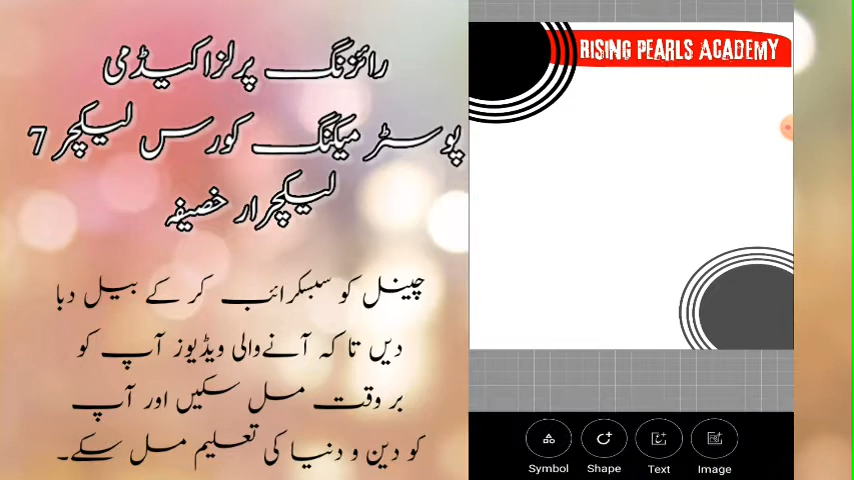 رائزنگ پرلز اکیڈمی
پوسٹر میکنگ کورس لیکچر 7
لیکچرار خصیفہ
چینل کو سبسکرائب کر کے بیل دبا
دیں تا کہ آنے والی ویڈیوز آپ کو
بر وقت مل سکیں اور آپ
کو دین و دنیا کی تعلیم مل سکے۔
RISING PEARLS ACADEMY
Symbol
Shape
Text
Image